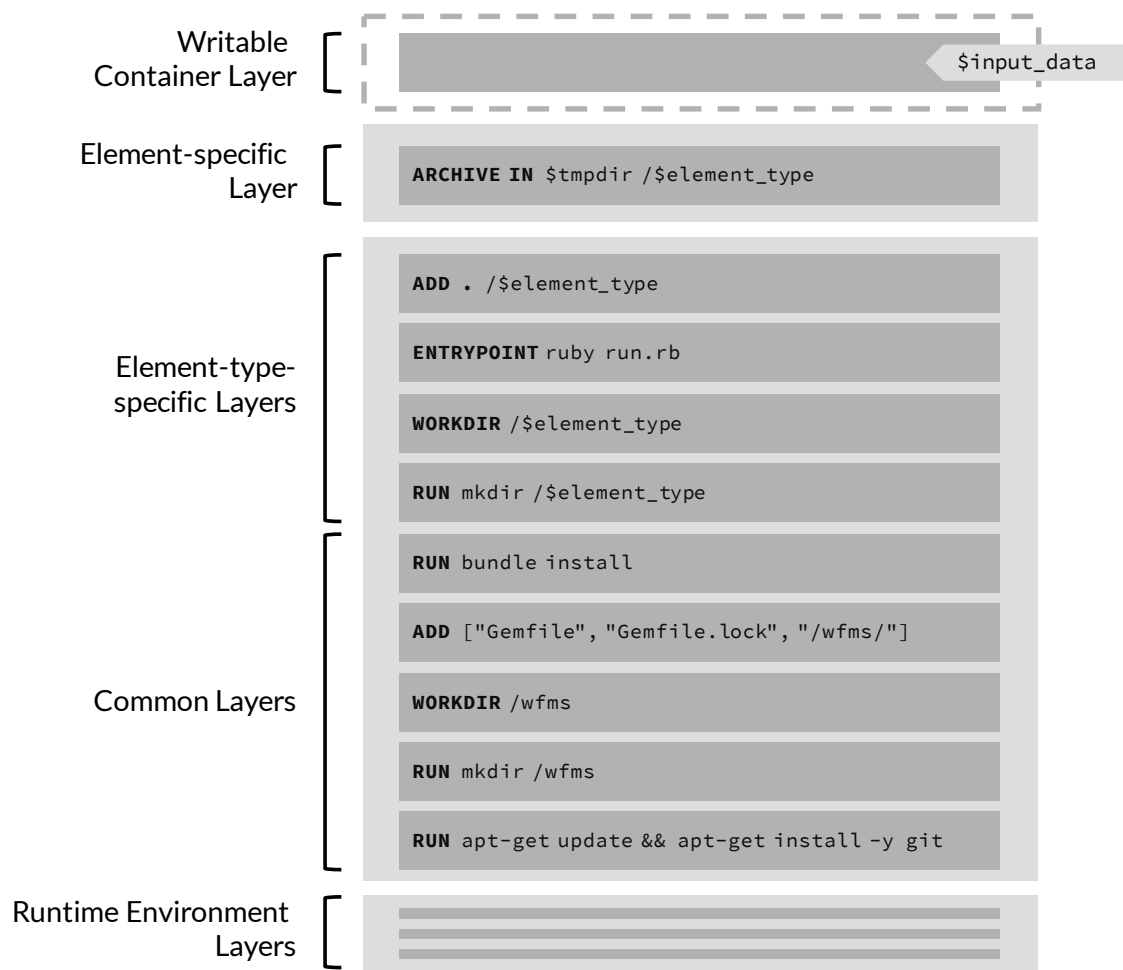 Writable
Container Layer
$input_data
Element-specific
Layer
ARCHIVE IN $tmpdir /$element_type
ADD . /$element_type
ENTRYPOINT ruby run.rb
Element-type-
specific Layers
WORKDIR /$element_type
RUN mkdir /$element_type
RUN bundle install
ADD ["Gemfile", "Gemfile.lock", "/wfms/"]
Common Layers
WORKDIR /wfms
RUN mkdir /wfms
RUN apt-get update && apt-get install -y git
Runtime Environment
Layers